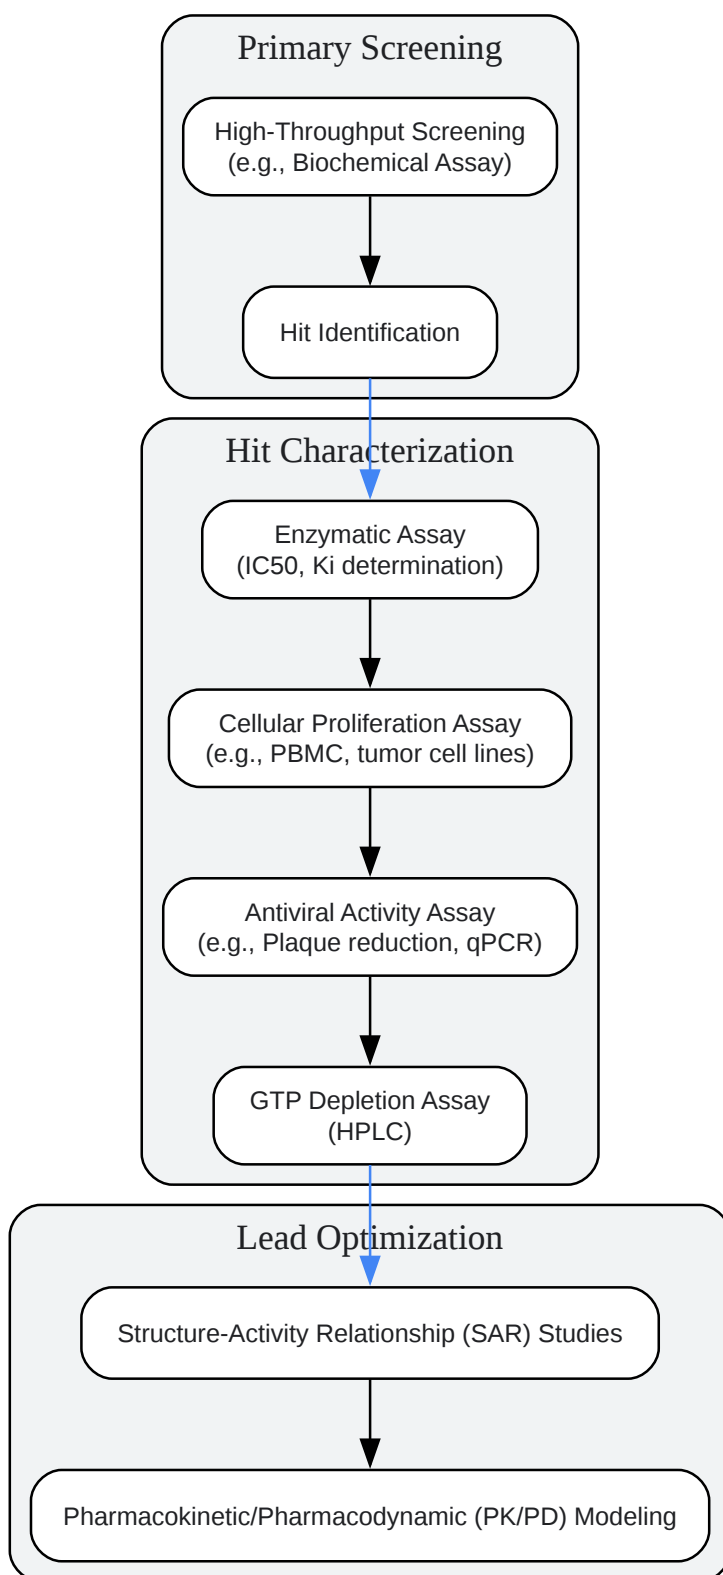 Primary Screening
High-Throughput Screening
(e.g., Biochemical Assay)
Hit Identification
Hit Characterization
Enzymatic Assay
(IC50, Ki determination)
Cellular Proliferation Assay
(e.g., PBMC, tumor cell lines)
Antiviral Activity Assay
(e.g., Plaque reduction, qPCR)
GTP Depletion Assay
(HPLC)
Lead Optimization
Structure-Activity Relationship (SAR) Studies
Pharmacokinetic/Pharmacodynamic (PK/PD) Modeling